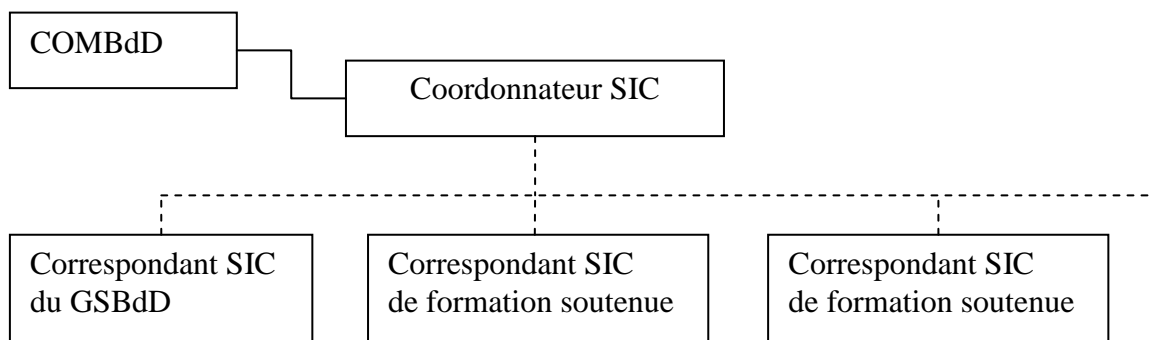 COMBdD
Coordonnateur SIC
Correspondant SIC
du GSBdD
Correspondant SIC
de formation soutenue
Correspondant SIC
de formation soutenue